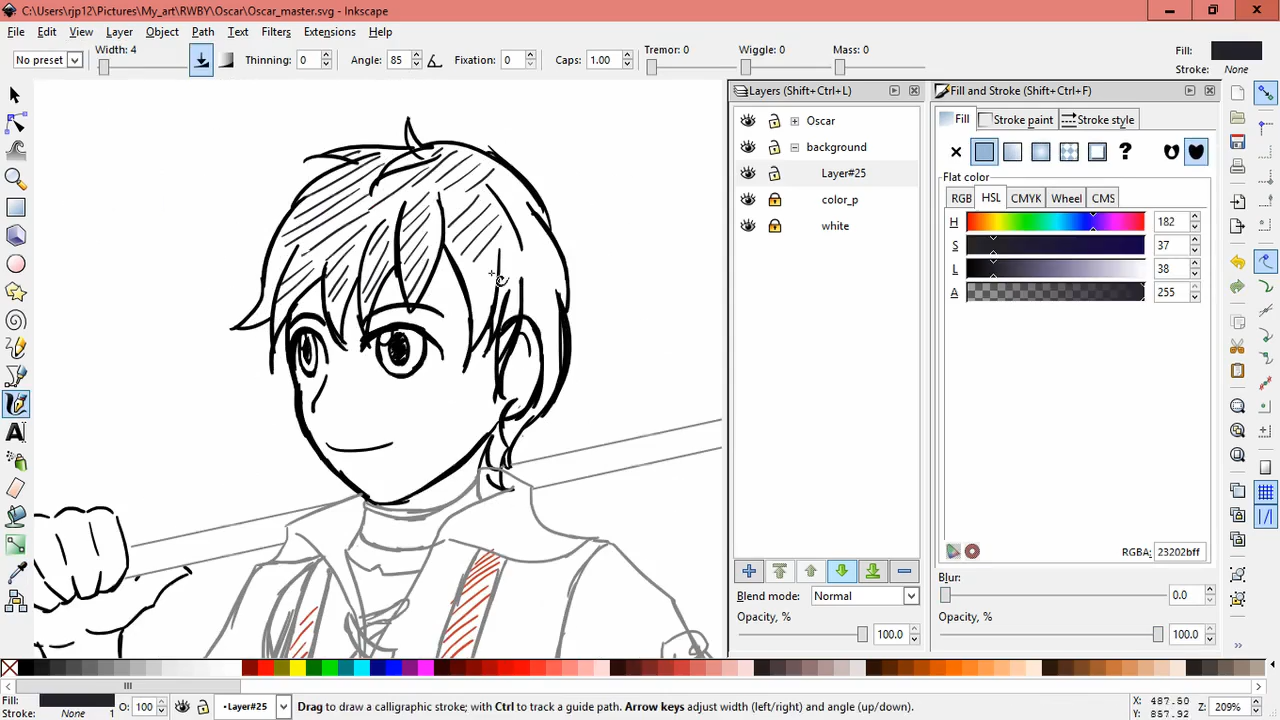 C:\Users\rjp12\Pictures\My_art\RWBY\Oscar\Oscar_master.svg - Inkscape
File Edit View Layer Object Path Text Filters Extensions Help
No preset Width: 4 Thinning: 0 Angle: 85 Fixation: 0 Caps: 1.00 Tremor: 0 Wiggle: 0 Mass: 0 Fill:
Stroke: None
Layers (Shift+Ctrl+L) Fill and Stroke (Shift+Ctrl+F)
Oscar
background
Layer#25
color_p
white
Blend mode: Normal
Opacity, % 100.0
Fill Stroke paint Stroke style
?
Flat color
RGB HSL CMYK Wheel CMS
H 182
S 37
L 38
A 255
RGBA: 23202bff
Blur:
0.0
Opacity, %
100.0
Fill:
Stroke: None 1 O: 100 •Layer#25 Drag to draw a calligraphic stroke; with Ctrl to track a guide path. Arrow keys adjust width (left/right) and angle (up/down). X: 487.60
Y: 857.92 Z: 209%